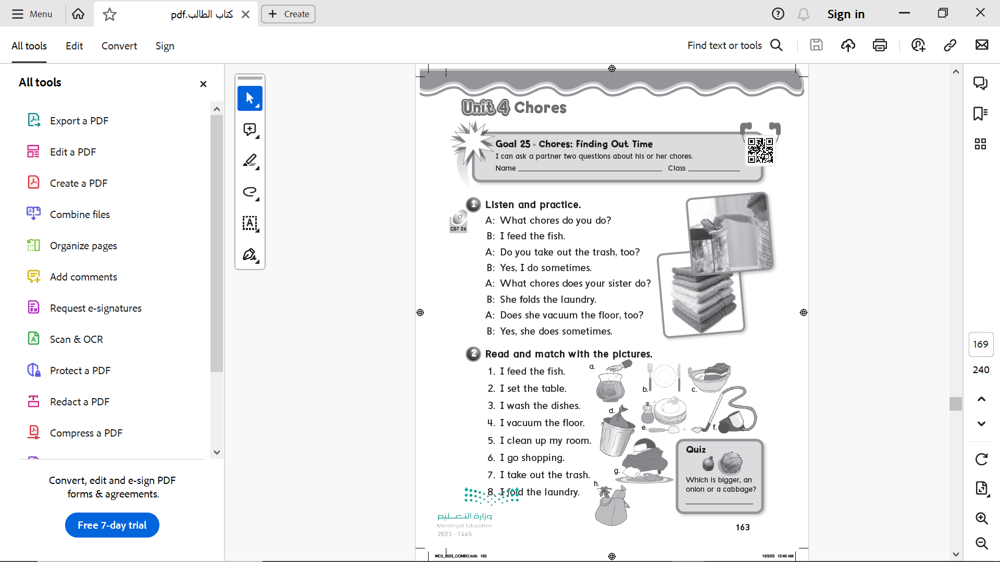 Menu
كتاب الطالب.pdf
Create
Sign in
All tools
Edit
Convert
Sign
Find text or tools
All tools
Export a PDF
Edit a PDF
Create a PDF
Combine files
Organize pages
Add comments
Request e-signatures
Scan & OCR
Protect a PDF
Redact a PDF
Compress a PDF
Convert, edit and e-sign PDF
forms & agreements.
Free 7-day trial
Unit 4 Chores
Goal 25 • Chores: Finding Out Time
I can ask a partner two questions about his or her chores.
Name Class
1 Listen and practice.
CD7 26
A: What chores do you do?
B: I feed the fish.
A: Do you take out the trash, too?
B: Yes, I do sometimes.
A: What chores does your sister do?
B: She folds the laundry.
A: Does she vacuum the floor, too?
B: Yes, she does sometimes.
2 Read and match with the pictures.
1. I feed the fish.
2. I set the table.
3. I wash the dishes.
4. I vacuum the floor.
5. I clean up my room.
6. I go shopping.
7. I take out the trash.
8. I fold the laundry.
a.
b.
c.
d.
e.
f.
g.
h.
Quiz
Which is bigger, an
onion or a cabbage?
وزارة التعليم
Ministry of Education
2023 - 1445
163
WC3_2023_COMBO.indb 163
13/3/23 12:46 AM
169
240